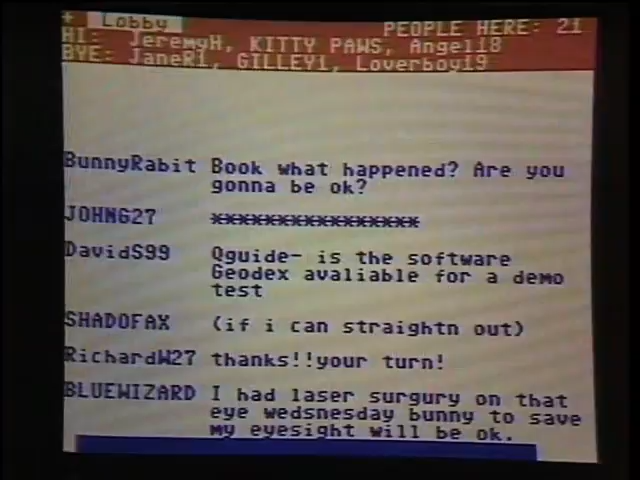 + Lobby PEOPLE HERE: 21
HI: JeremyH, KITTY PAWS, Angel18
BYE: JaneR1, GILLEY1, Loverboy19
BunnyRabit Book what happened? Are you
gonna be ok?
JOHNG27 ****************
DavidS99 Qguide- is the software
Geodex avaliable for a demo
test
SHADOFAX (if i can straightn out)
RichardW27 thanks!!your turn!
BLUEWIZARD I had laser surgury on that
eye wedsnesday bunny to save
my eyesight will be ok.